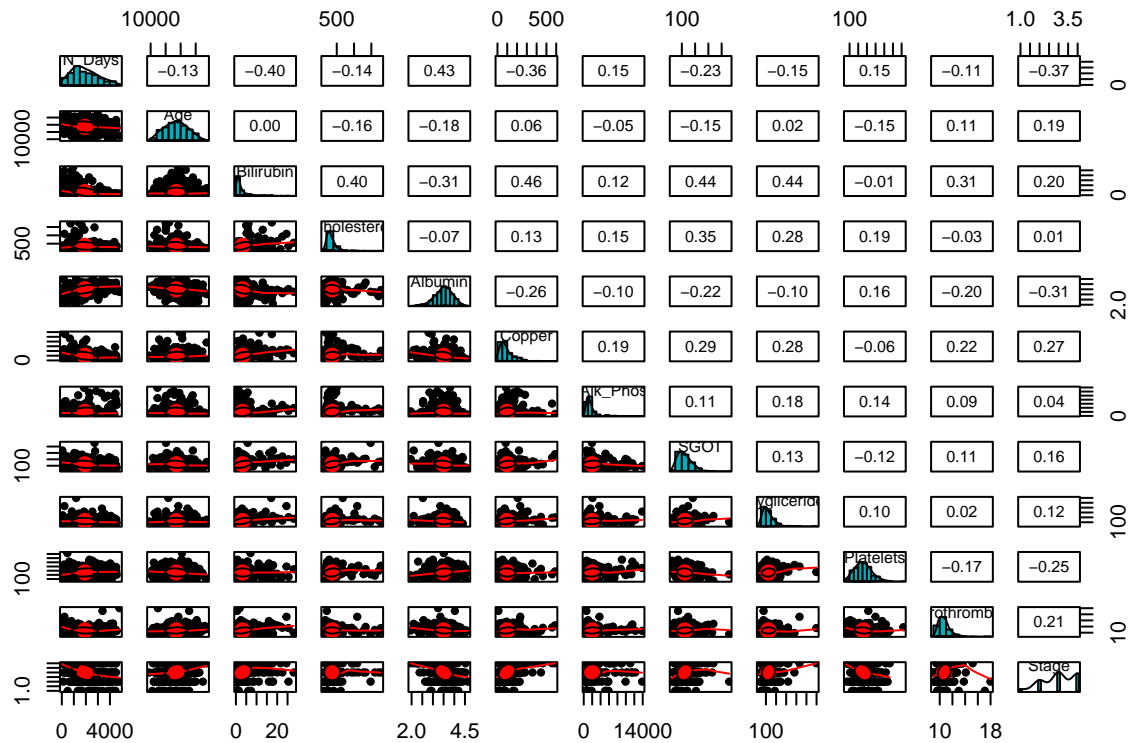 10000 500 0 500 100 100 1.0 3.5
N_Days −0.13 −0.40 −0.14 0.43 −0.36 0.15 −0.23 −0.15 0.15 −0.11 −0.37 0
10000 Age 0.00 −0.16 −0.18 0.06 −0.05 −0.15 0.02 −0.15 0.11 0.19
Bilirubin 0.40 −0.31 0.46 0.12 0.44 0.44 −0.01 0.31 0.20 0
500 holestero −0.07 0.13 0.15 0.35 0.28 0.19 −0.03 0.01
Albumin −0.26 −0.10 −0.22 −0.10 0.16 −0.20 −0.31 2.0
0 Copper 0.19 0.29 0.28 −0.06 0.22 0.27
Alk_Phos 0.11 0.18 0.14 0.09 0.04 0
100 SGOT 0.13 −0.12 0.11 0.16
ygliceride 0.10 0.02 0.12 100
100 Platelets −0.17 −0.25
rothromb 0.21 10
1.0 Stage
0 4000 0 20 2.0 4.5 0 14000 100 10 18